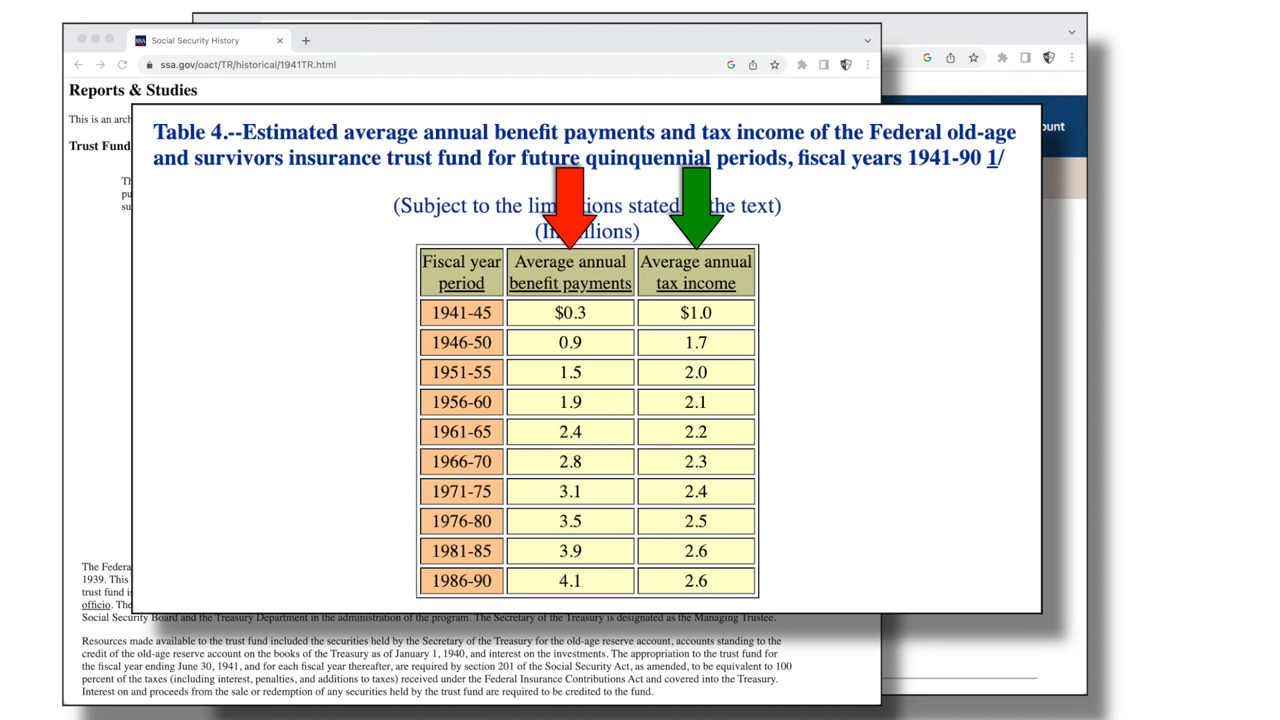 Social Security History
ssa.gov/oact/TR/historical/1941TR.html
Reports & Studies
This is an arch
Trust Fund
Th
pu
su
ount
Table 4.--Estimated average annual benefit payments and tax income of the Federal old-age
and survivors insurance trust fund for future quinquennial periods, fiscal years 1941-90 1/
(Subject to the lim ions stated the text)
(In llions)
Fiscal year period Average annual benefit payments Average annual tax income
1941-45 $0.3 $1.0
1946-50 0.9 1.7
1951-55 1.5 2.0
1956-60 1.9 2.1
1961-65 2.4 2.2
1966-70 2.8 2.3
1971-75 3.1 2.4
1976-80 3.5 2.5
1981-85 3.9 2.6
1986-90 4.1 2.6
The Federa
1939. This
trust fund is
officio. The
Social Security Board and the Treasury Department in the administration of the program. The Secretary of the Treasury is designated as the Managing Trustee.
Resources made available to the trust fund included the securities held by the Secretary of the Treasury for the old-age reserve account, accounts standing to the
credit of the old-age reserve account on the books of the Treasury as of January 1, 1940, and interest on the investments. The appropriation to the trust fund for
the fiscal year ending June 30, 1941, and for each fiscal year thereafter, are required by section 201 of the Social Security Act, as amended, to be equivalent to 100
percent of the taxes (including interest, penalties, and additions to taxes) received under the Federal Insurance Contributions Act and covered into the Treasury.
Interest on and proceeds from the sale or redemption of any securities held by the trust fund are required to be credited to the fund.